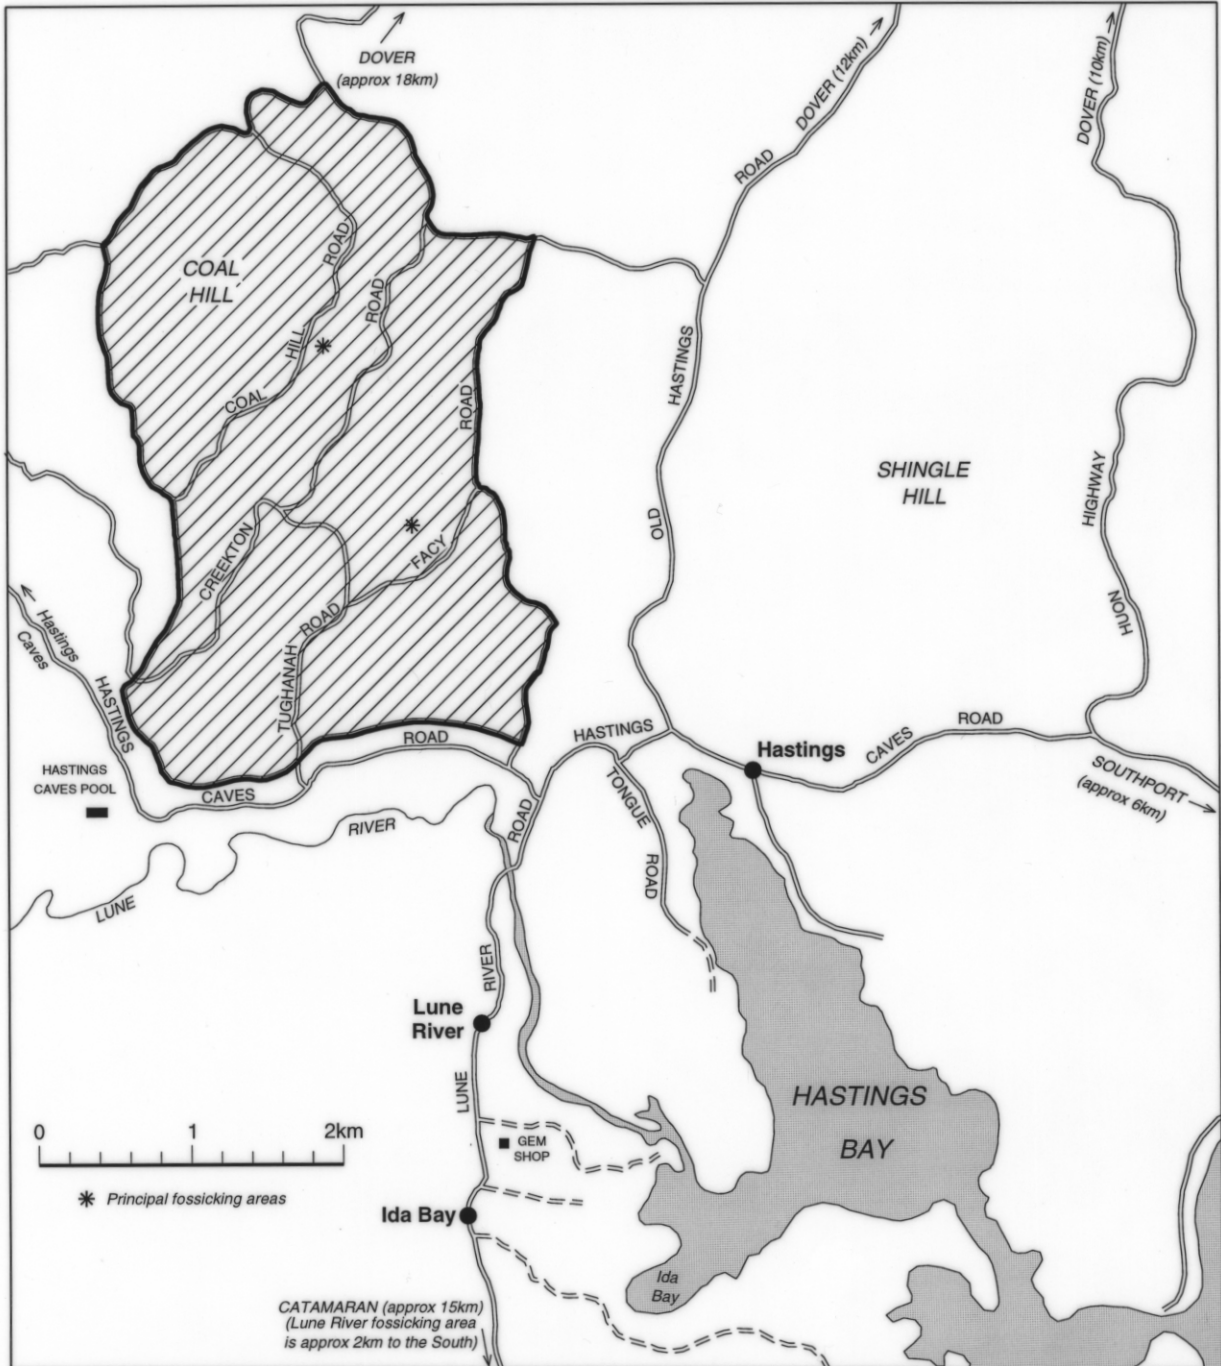 DOVER
(approx 18km)
DOVER (12km)
DOVER (10km)
ROAD
COAL
HILL
ROAD
ROAD
HILL
COAL
ROAD
HASTINGS
OLD
SHINGLE
HILL
HIGHWAY
HUON
CREEKTON
FACY
ROAD
TUGHANAH
Hastings
Caves
HASTINGS
ROAD
CAVES
HASTINGS
CAVES POOL
HASTINGS
Hastings
CAVES
ROAD
SOUTHPORT
(approx 6km)
TONGUE
ROAD
ROAD
RIVER
LUNE
RIVER
Lune
River
LUNE
HASTINGS
BAY
GEM
SHOP
0 1 2km
Principal fossicking areas
Ida Bay
Ida
Bay
CATAMARAN (approx 15km)
(Lune River fossicking area
is approx 2km to the South)